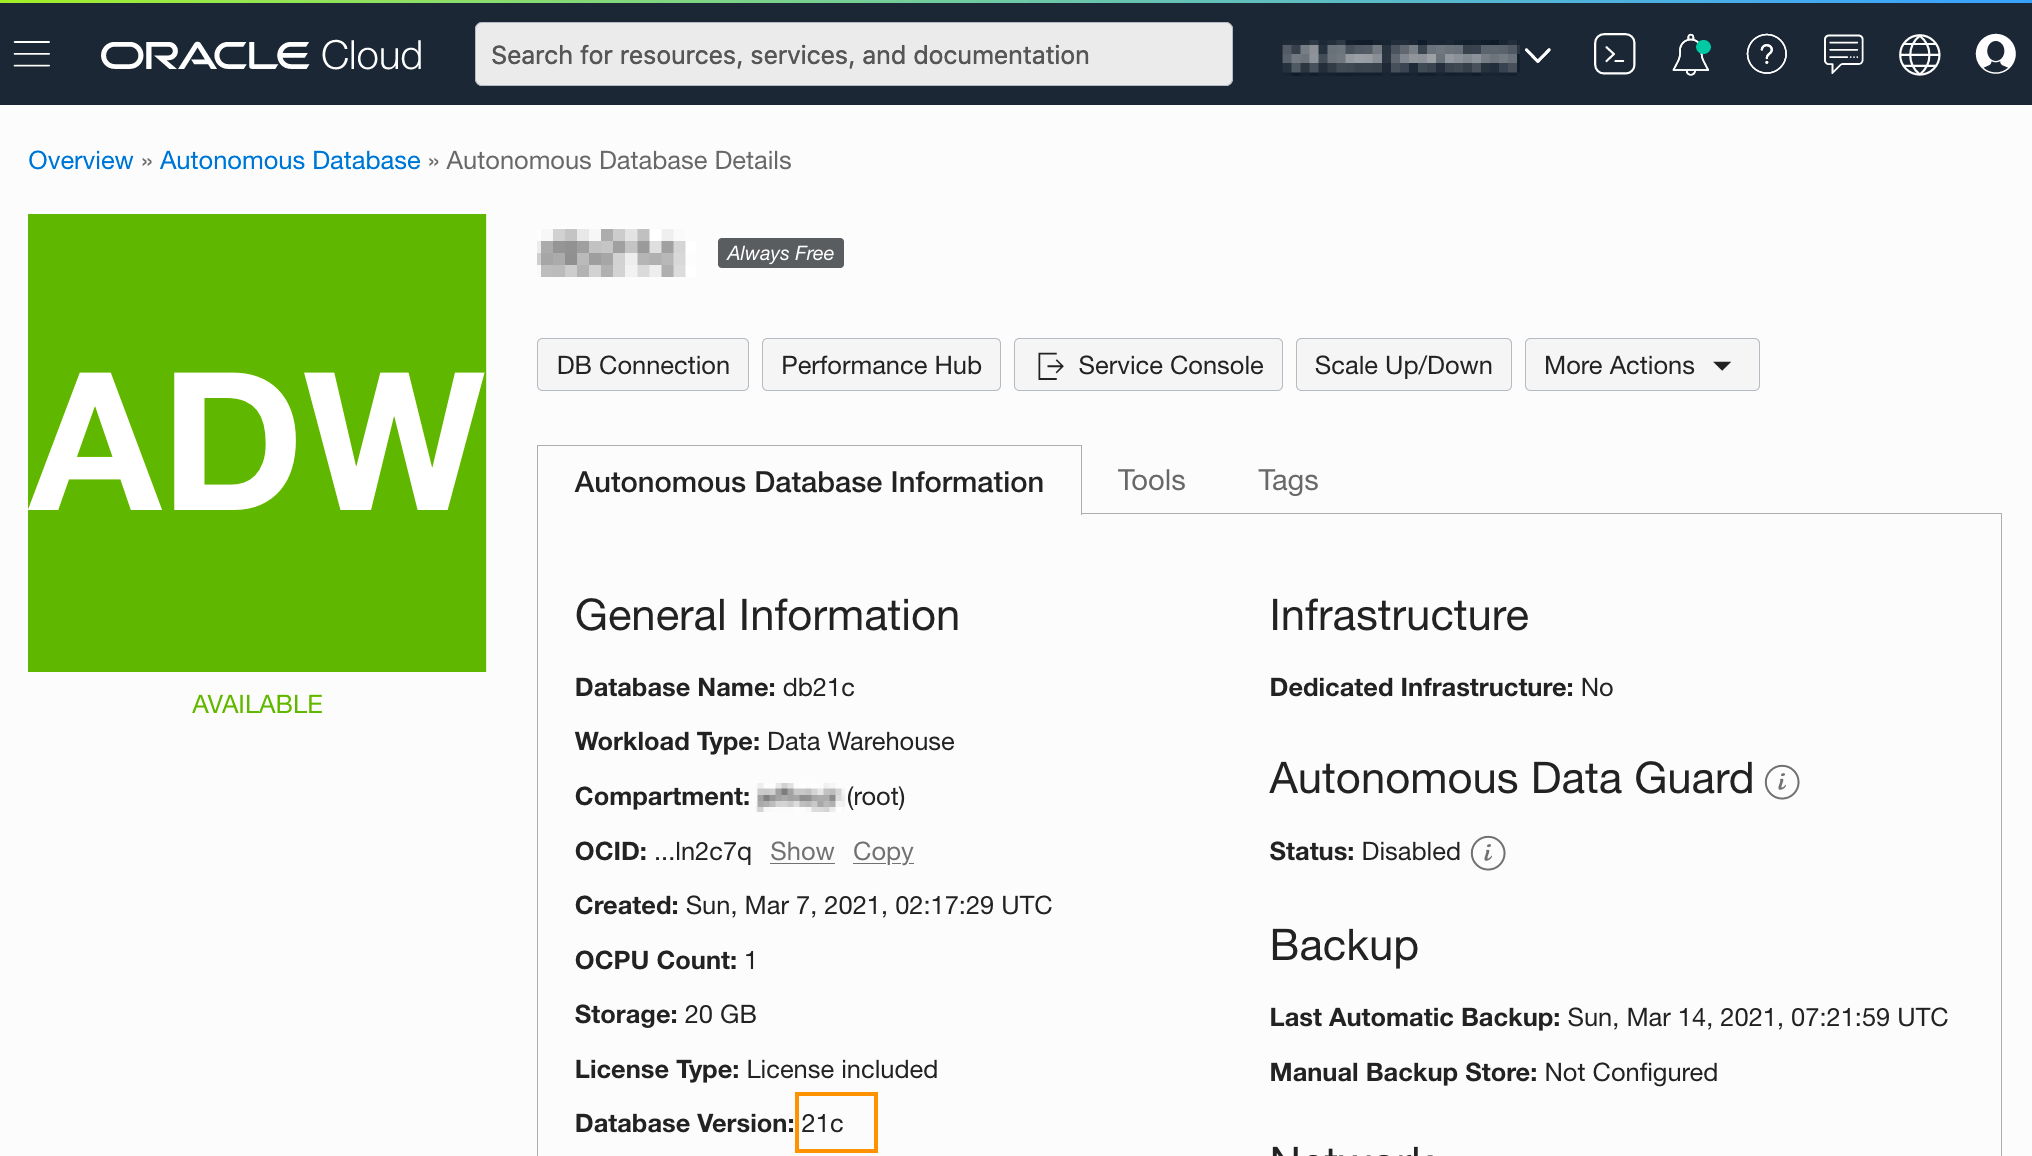 ORACLE Cloud
Search for resources, services, and documentation
Overview » Autonomous Database » Autonomous Database Details
ADW
AVAILABLE
Always Free
DB Connection
Performance Hub
Service Console
Scale Up/Down
More Actions
Autonomous Database Information
Tools
Tags
General Information
Database Name: db21c
Workload Type: Data Warehouse
Compartment: (root)
OCID: ...ln2c7q Show Copy
Created: Sun, Mar 7, 2021, 02:17:29 UTC
OCPU Count: 1
Storage: 20 GB
License Type: License included
Database Version: 21c
Infrastructure
Dedicated Infrastructure: No
Autonomous Data Guard
Status: Disabled
Backup
Last Automatic Backup: Sun, Mar 14, 2021, 07:21:59 UTC
Manual Backup Store: Not Configured
Network